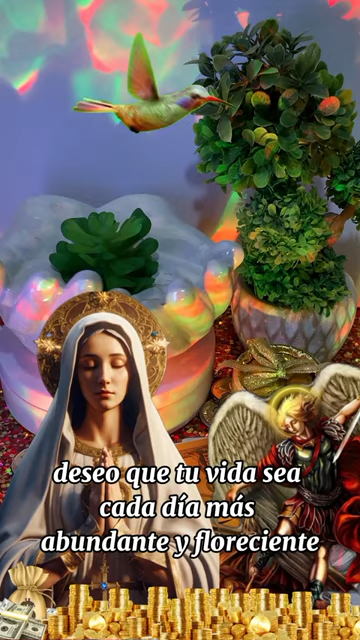 deseo que tu vida sea
cada día más
abundante y floreciente